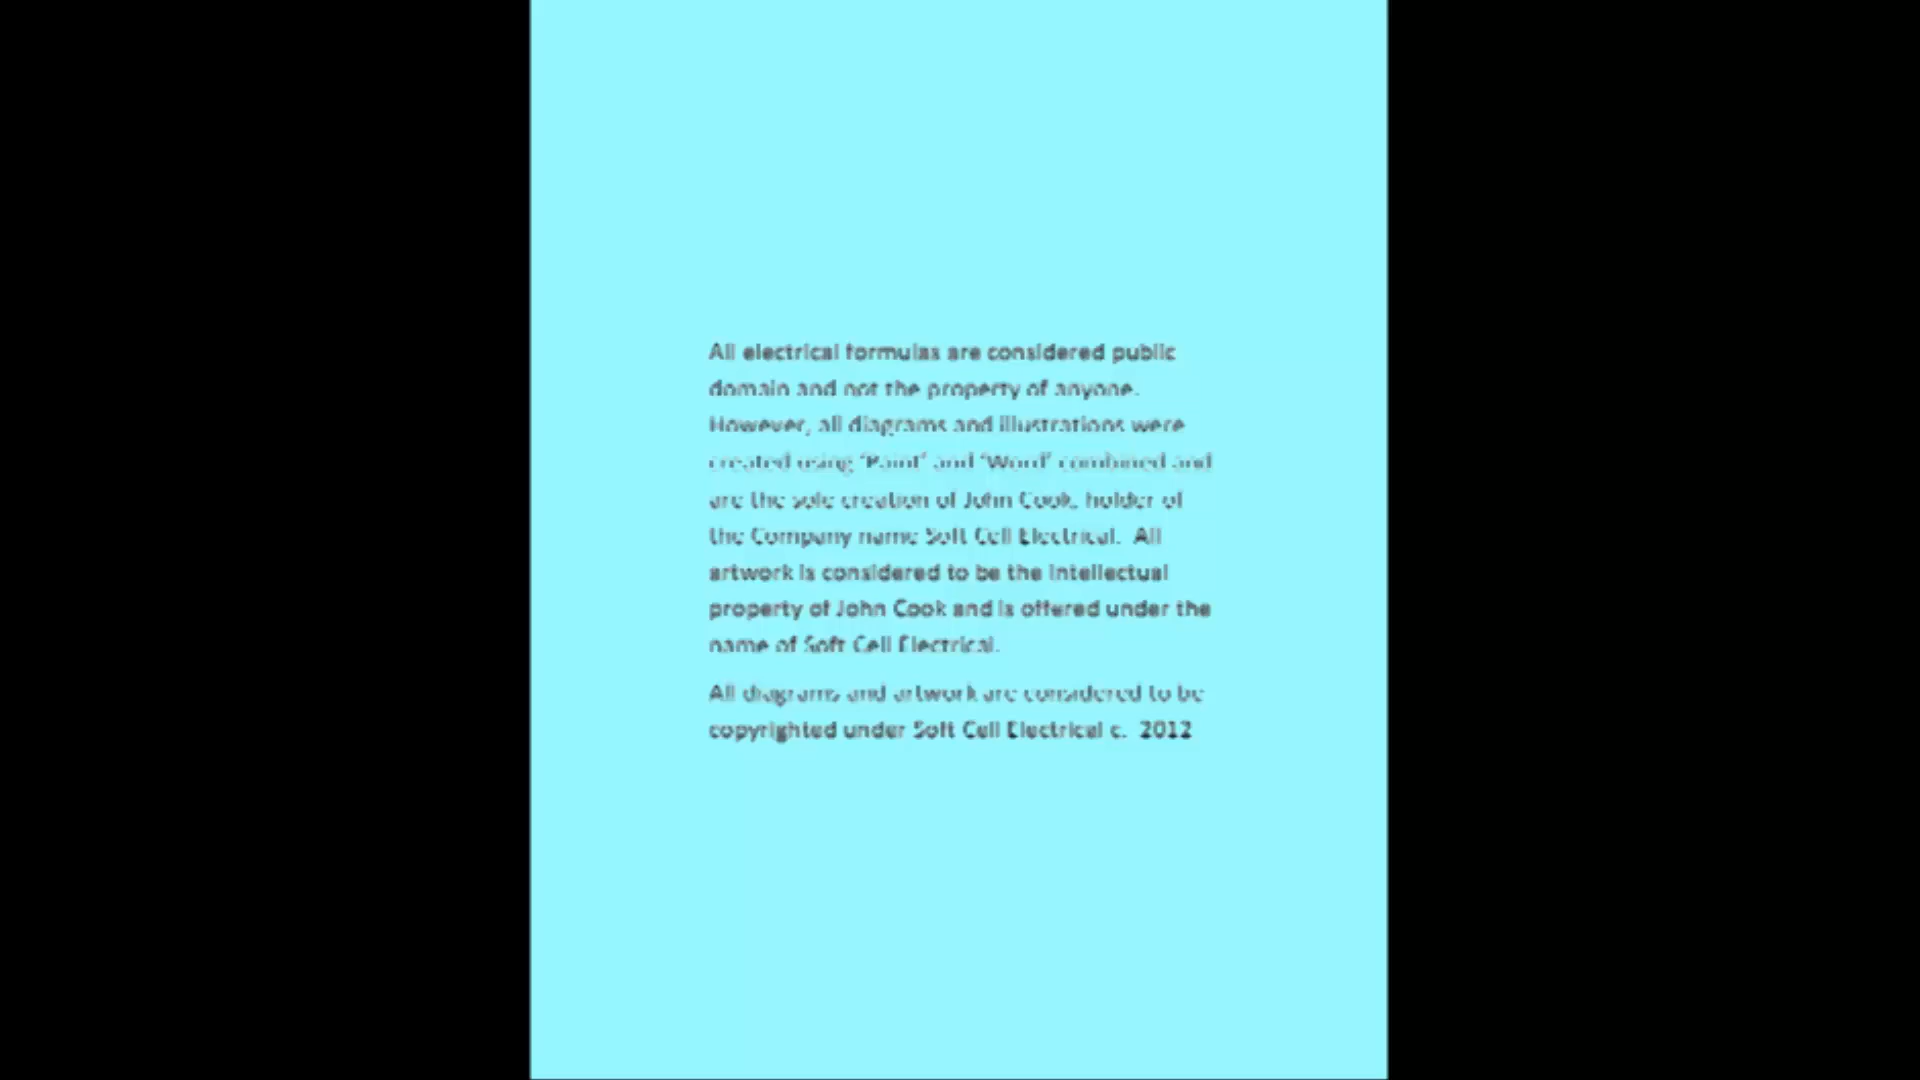 All electrical formulas are considered public
domain and not the property of anyone.
However, all diagrams and illustrations were
created using 'Paint' and 'Word' combined and
are the sole creation of John Cook, holder of
the Company name Soft Cell Electrical.  All
artwork is considered to be the intellectual
property of John Cook and is offered under the
name of Soft Cell Electrical.
All diagrams and artwork are considered to be
copyrighted under Soft Cell Electrical c.  2012